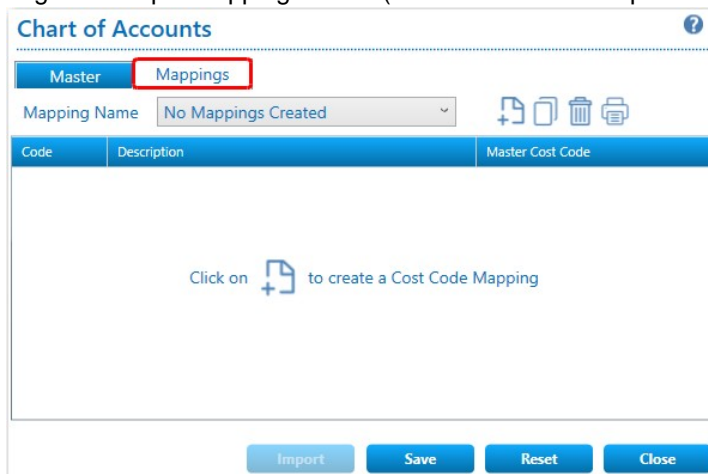 Chart of Accounts
Master Mappings
Mapping Name No Mappings Created
Code Description Master Cost Code
Click on to create a Cost Code Mapping
Import Save Reset Close